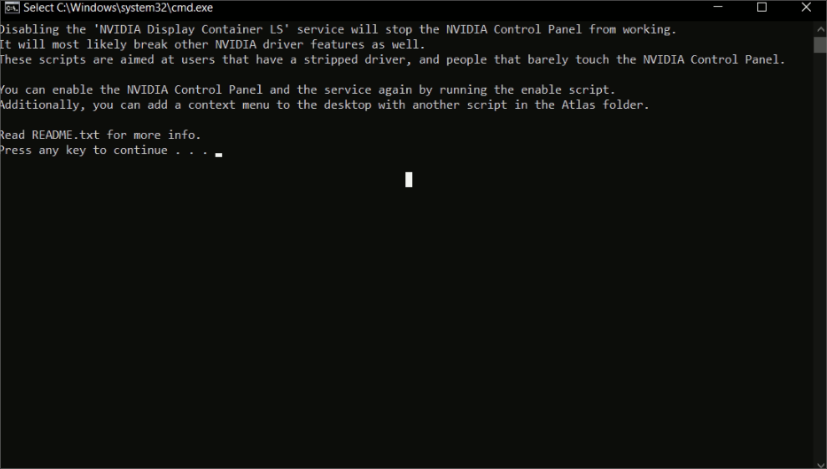 Select C:\Windows\system32\cmd.exe
Disabling the 'NVIDIA Display Container LS' service will stop the NVIDIA Control Panel from working.
It will most likely break other NVIDIA driver features as well.
These scripts are aimed at users that have a stripped driver, and people that barely touch the NVIDIA Control Panel.
You can enable the NVIDIA Control Panel and the service again by running the enable script.
Additionally, you can add a context menu to the desktop with another script in the Atlas folder.
Read README.txt for more info.
Press any key to continue . . .